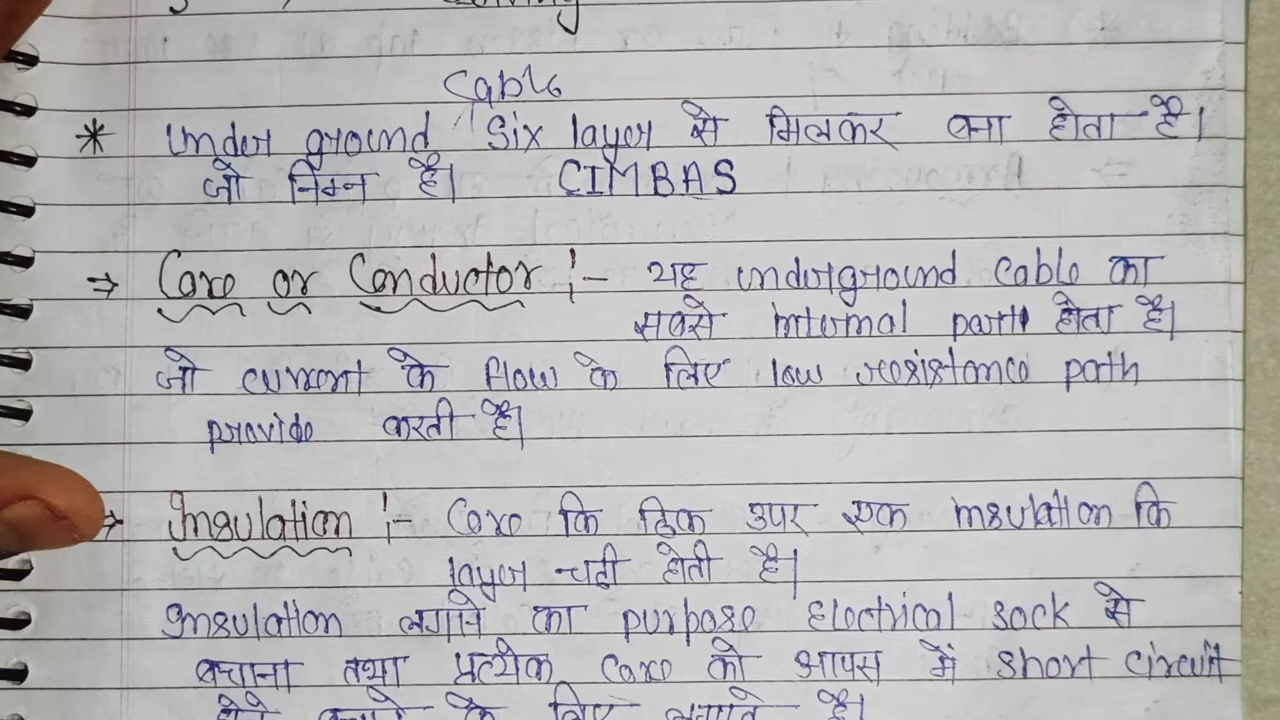 Cable
* Under ground Six layer से मिलकर बना होता है।
जो निम्न है। CIMBAS
⇒ Core or Conductor :- यह underground Cable का
सबसे internal part होता है।
जो current के flow के लिए low resistance path
provide करती है।
⇒ Insulation :- Core कि ठिक उपर एक insulation कि
layer चढी होती है।
Insulation लगाने का purpose Electrical sock से
बचाना तथा प्रत्येक Core को आपस में short circuit
के लिए लगाते है।